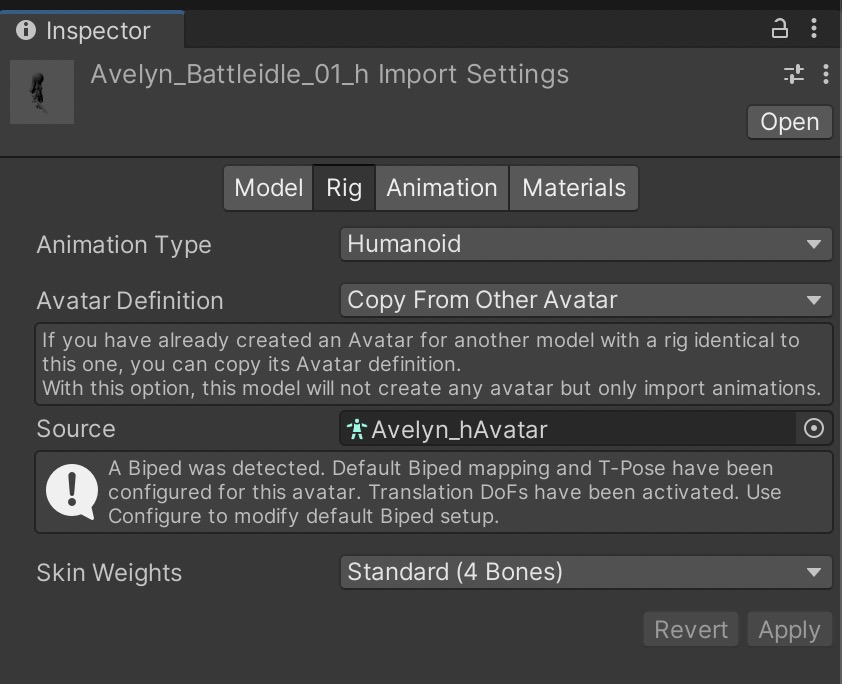 Inspector
Avelyn_Battleidle_01_h Import Settings
Open
Model Rig Animation Materials
Animation Type Humanoid
Avatar Definition Copy From Other Avatar
If you have already created an Avatar for another model with a rig identical to
this one, you can copy its Avatar definition.
With this option, this model will not create any avatar but only import animations.
Source Avelyn_hAvatar
A Biped was detected. Default Biped mapping and T-Pose have been
configured for this avatar. Translation DoFs have been activated. Use
Configure to modify default Biped setup.
Skin Weights Standard (4 Bones)
Revert Apply